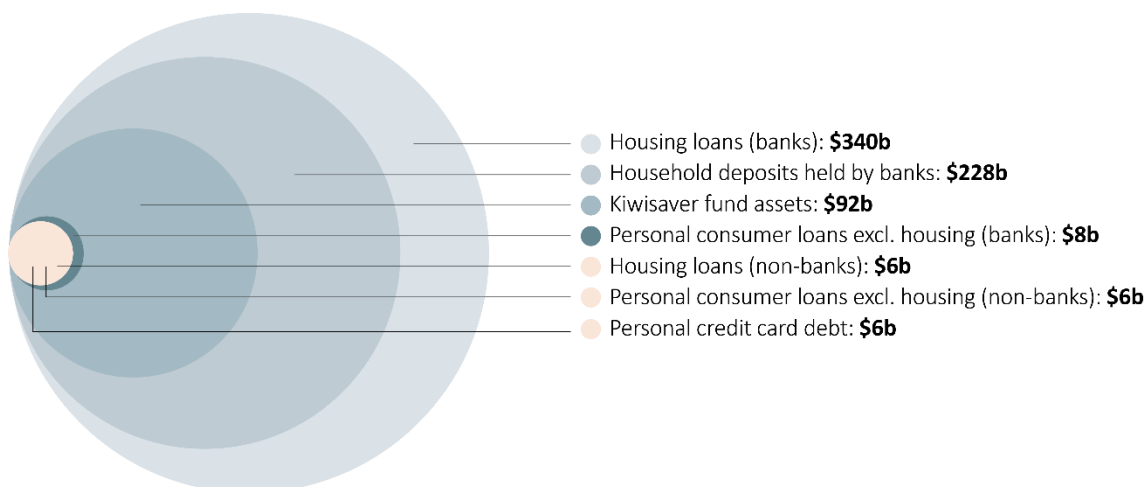 Housing loans (banks): $340b
Household deposits held by banks: $228b
Kiwisaver fund assets: $92b
Personal consumer loans excl. housing (banks): $8b
Housing loans (non-banks): $6b
Personal consumer loans excl. housing (non-banks): $6b
Personal credit card debt: $6b